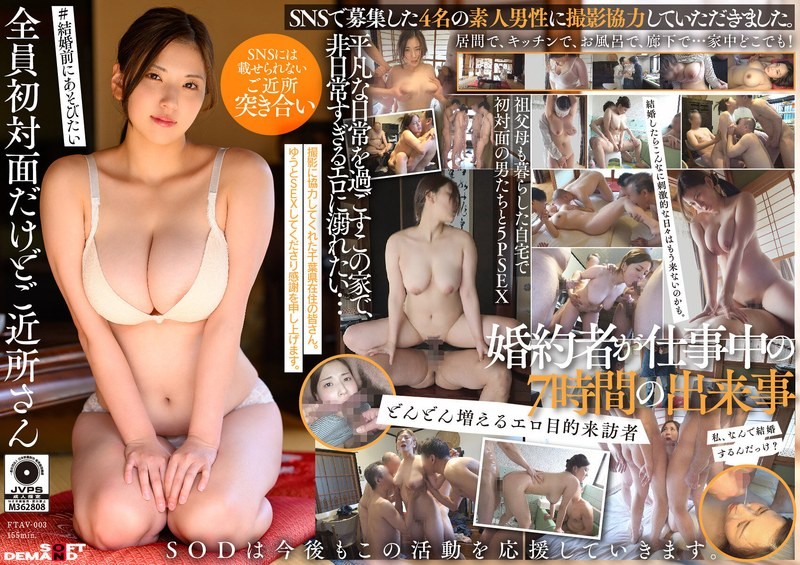 #結婚前にあそびたい
全員初対面だけどご近所さん
SNSには
載せられない
ご近所
突き合い
撮影に協力してくれた千葉県在住の皆さん。
ゆうとSEXしてくださり感謝を申し上げます。
平凡な日常を過ごすこの家で、
非日常すぎるエロに溺れたい…
SNSで募集した4名の素人男性に撮影協力していただきました。
居間で、キッチンで、お風呂で、廊下で…家中どこでも!
祖父母も暮らした自宅で
初対面の男たちと5PSEX
結婚したらこんなに刺激的な日々はもう来ないのかも。
婚約者が仕事中の
7時間の出来事
どんどん増えるエロ目的来訪者
私、なんで結婚
するんだっけ?
JVPS
成人指定
M362808
FTAV-003
155min.
SOFT ON DEMAND
SODは今後もこの活動を応援していきます。